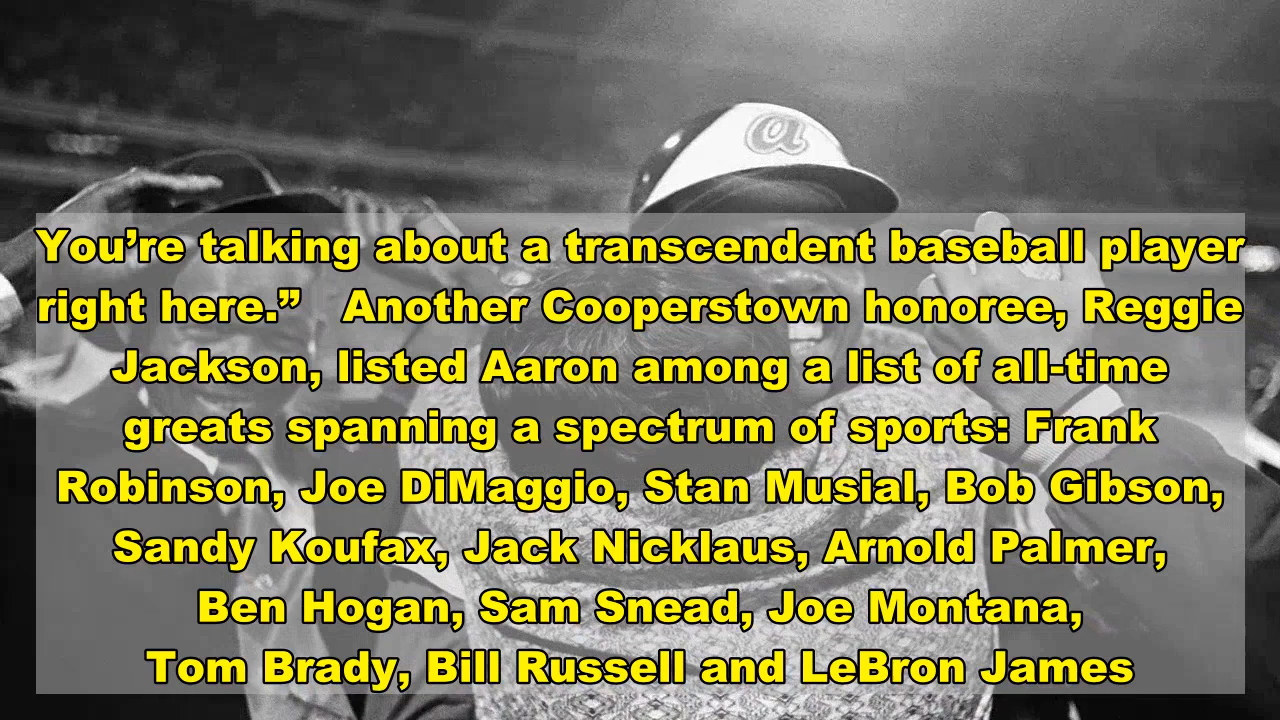 a
You’re talking about a transcendent baseball player
right here.” Another Cooperstown honoree, Reggie
Jackson, listed Aaron among a list of all-time
greats spanning a spectrum of sports: Frank
Robinson, Joe DiMaggio, Stan Musial, Bob Gibson,
Sandy Koufax, Jack Nicklaus, Arnold Palmer,
Ben Hogan, Sam Snead, Joe Montana,
Tom Brady, Bill Russell and LeBron James